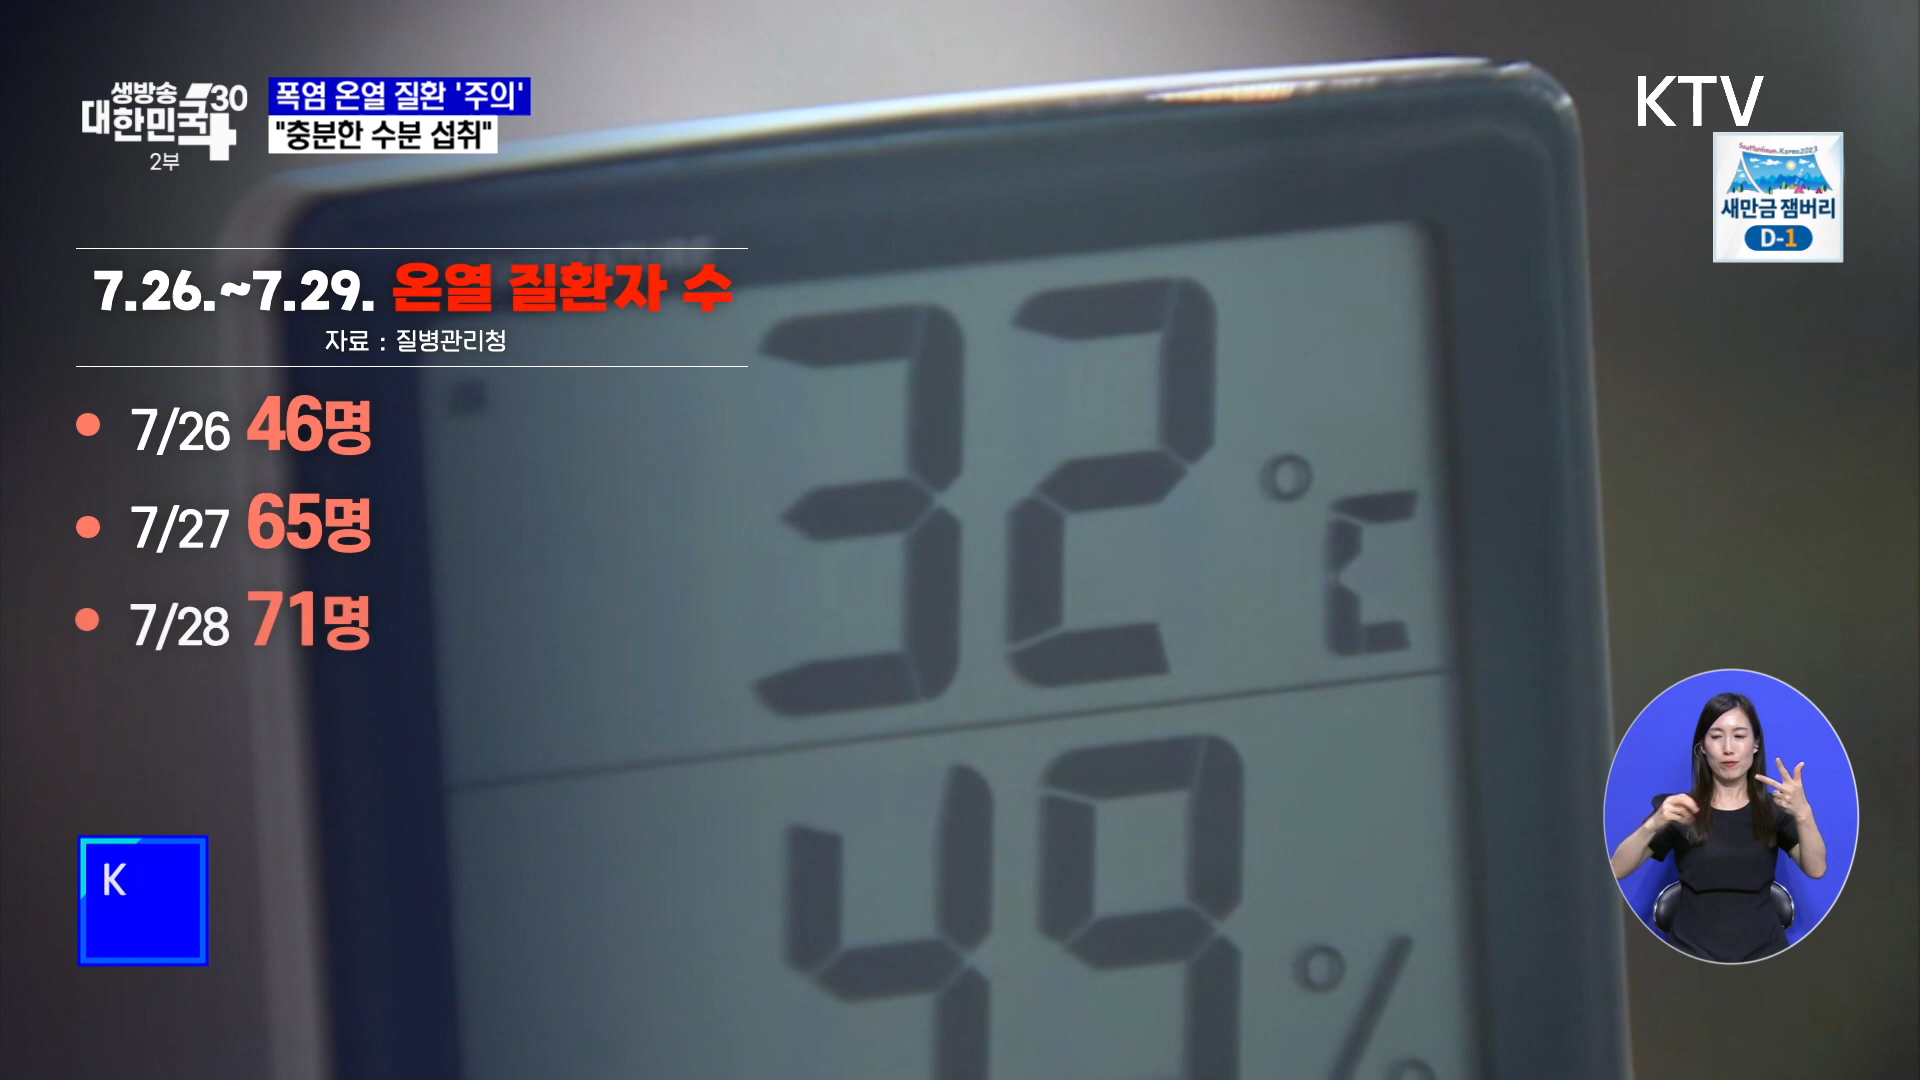 생방송
대한민국 430
2부
폭염 온열 질환 '주의'
"충분한 수분 섭취"
KTV
SaeManGeum.Korea2023
새만금 잼버리
D-1
7.26.~7.29. 온열 질환자 수
자료 : 질병관리청
7/26 46명
7/27 65명
7/28 71명
32 °C
49 %
K